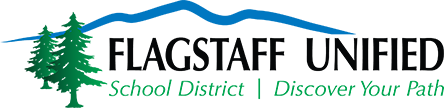 FLAGSTAFF UNIFIED
School District | Discover Your Path